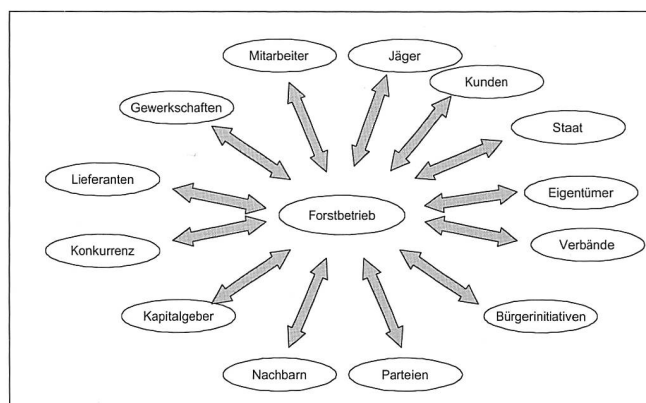 Mitarbeiter
Jäger
Kunden
Gewerkschaften
Staat
Lieferanten
Eigentümer
Forstbetrieb
Konkurrenz
Verbände
Kapitalgeber
Bürgerinitiativen
Nachbarn
Parteien